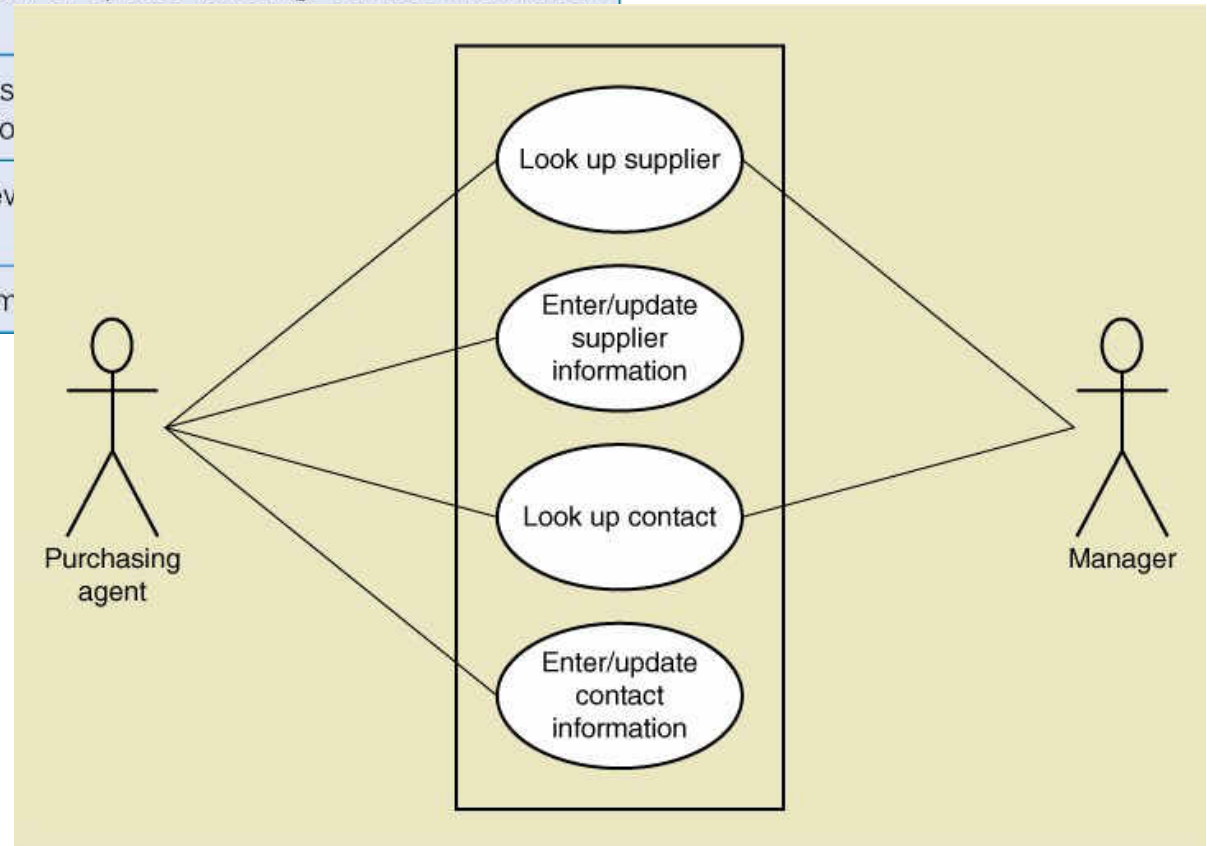 Look up supplier
Enter/update
supplier
information
Look up contact
Enter/update
contact
information
Purchasing
agent
Manager